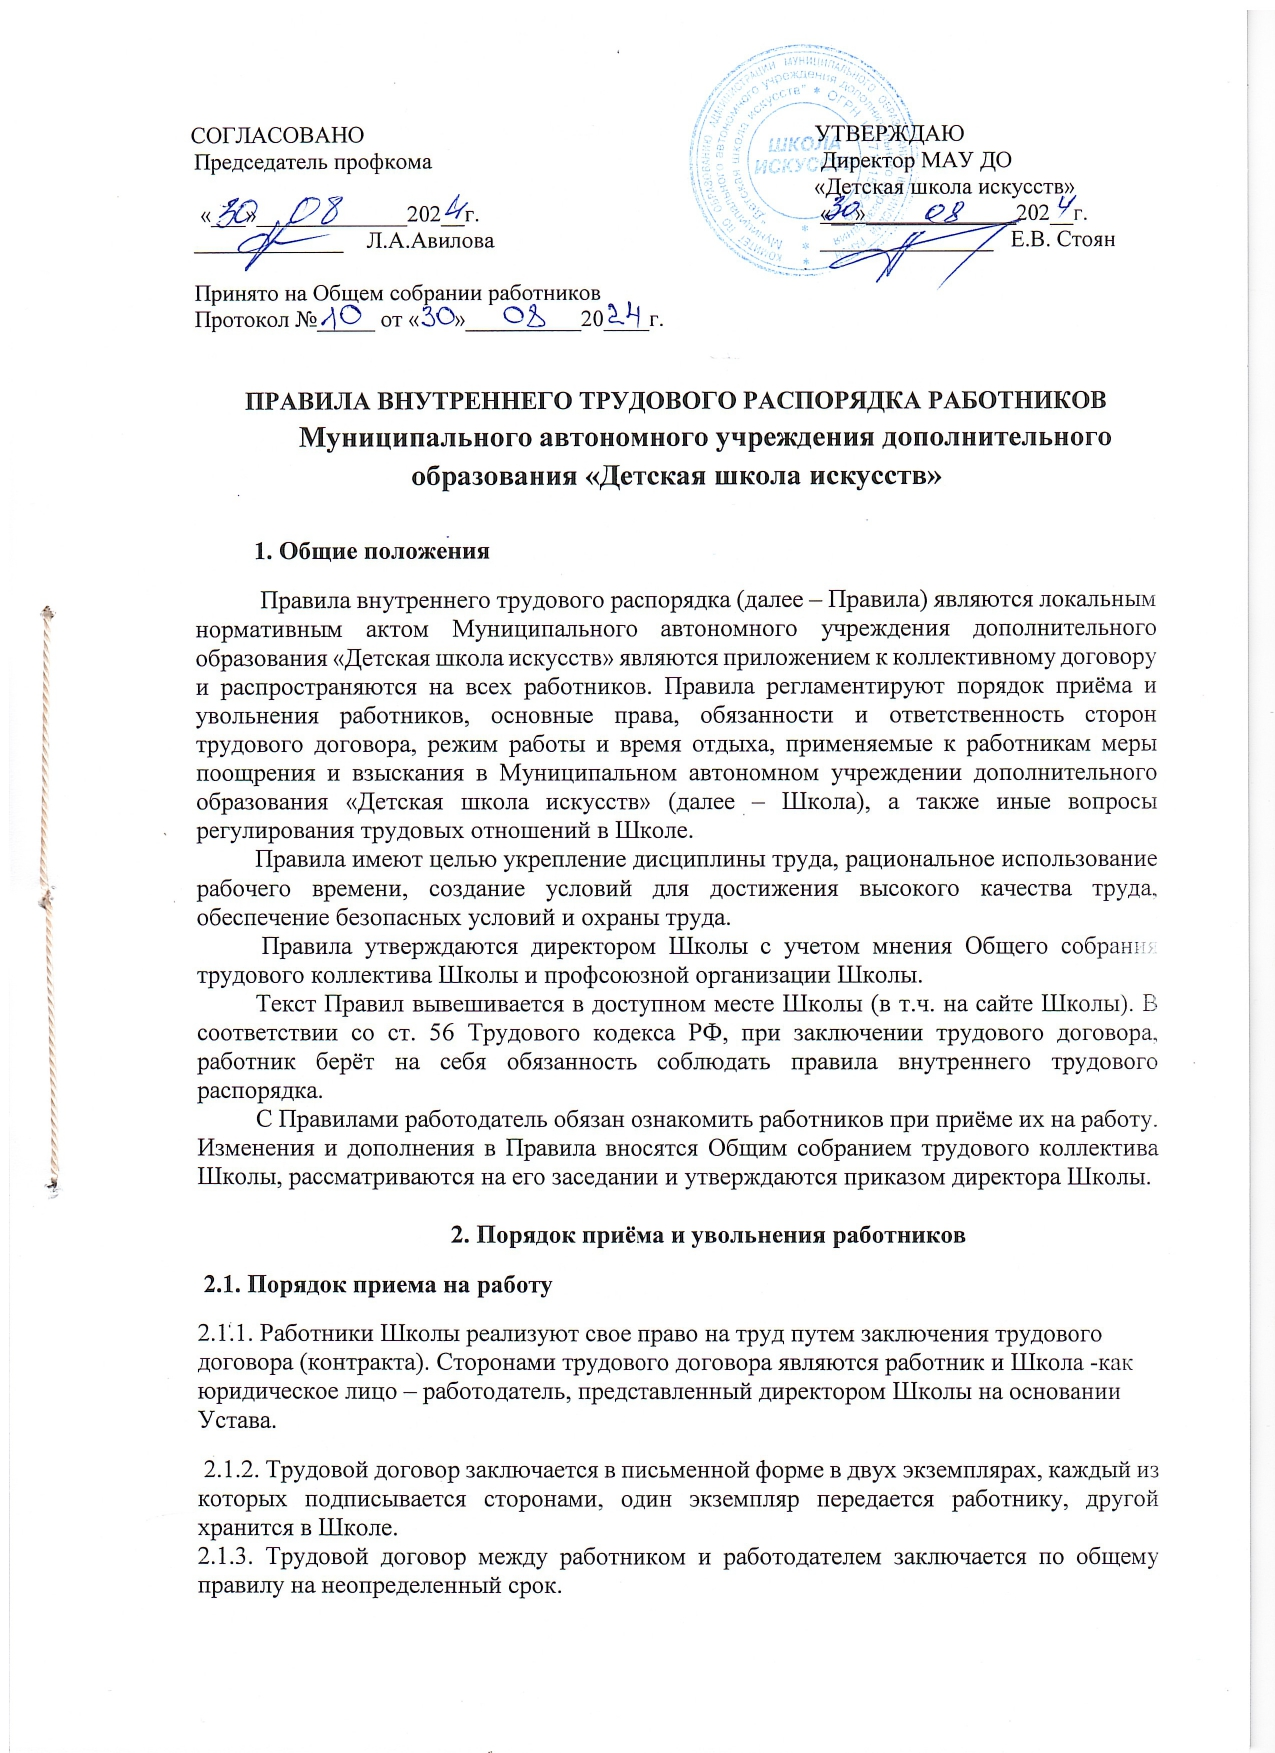 СОГЛАСОВАНО
Председатель профкома
«30» 08 2024 г.
Л.А.Авилова
УТВЕРЖДАЮ
Директор МАУ ДО
«Детская школа искусств»
«30» 08 2024 г.
Е.В. Стоян
ШКОЛА
ИСКУССТВ
Принято на Общем собрании работников
Протокол № 10 от «30» 08 2024 г.
ПРАВИЛА ВНУТРЕННЕГО ТРУДОВОГО РАСПОРЯДКА РАБОТНИКОВ
Муниципального автономного учреждения дополнительного
образования «Детская школа искусств»
1. Общие положения
Правила внутреннего трудового распорядка (далее – Правила) являются локальным
нормативным актом Муниципального автономного учреждения дополнительного
образования «Детская школа искусств» являются приложением к коллективному договору
и распространяются на всех работников. Правила регламентируют порядок приёма и
увольнения работников, основные права, обязанности и ответственность сторон
трудового договора, режим работы и время отдыха, применяемые к работникам меры
поощрения и взыскания в Муниципальном автономном учреждении дополнительного
образования «Детская школа искусств» (далее – Школа), а также иные вопросы
регулирования трудовых отношений в Школе.
Правила имеют целью укрепление дисциплины труда, рациональное использование
рабочего времени, создание условий для достижения высокого качества труда,
обеспечение безопасных условий и охраны труда.
Правила утверждаются директором Школы с учетом мнения Общего собрания
трудового коллектива Школы и профсоюзной организации Школы.
Текст Правил вывешивается в доступном месте Школы (в т.ч. на сайте Школы). В
соответствии со ст. 56 Трудового кодекса РФ, при заключении трудового договора,
работник берёт на себя обязанность соблюдать правила внутреннего трудового
распорядка.
С Правилами работодатель обязан ознакомить работников при приёме их на работу.
Изменения и дополнения в Правила вносятся Общим собранием трудового коллектива
Школы, рассматриваются на его заседании и утверждаются приказом директора Школы.
2. Порядок приёма и увольнения работников
2.1. Порядок приема на работу
2.1.1. Работники Школы реализуют свое право на труд путем заключения трудового
договора (контракта). Сторонами трудового договора являются работник и Школа -как
юридическое лицо – работодатель, представленный директором Школы на основании
Устава.
2.1.2. Трудовой договор заключается в письменной форме в двух экземплярах, каждый из
которых подписывается сторонами, один экземпляр передается работнику, другой
хранится в Школе.
2.1.3. Трудовой договор между работником и работодателем заключается по общему
правилу на неопределенный срок.